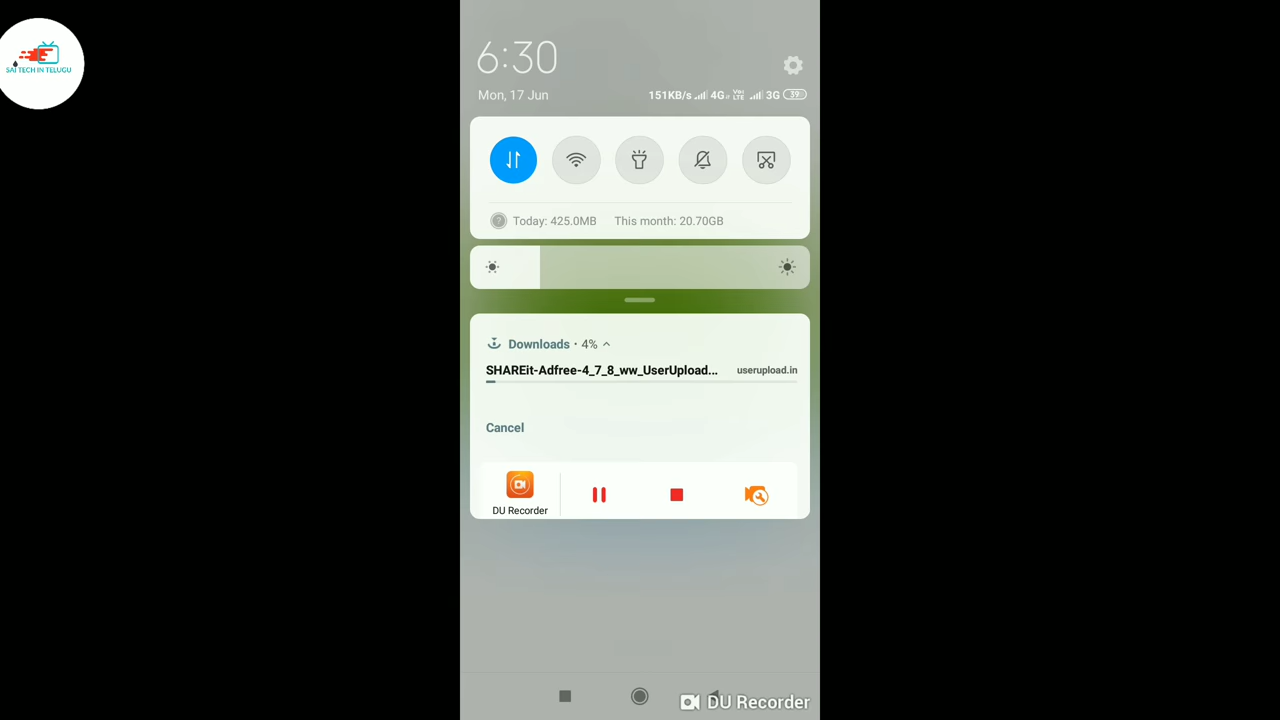 SAI TECH IN TELUGU
6:30
Mon, 17 Jun
151KB/s 4G VoLTE 3G 39
Today: 425.0MB This month: 20.70GB
Downloads · 4%
SHAREit-Adfree-4_7_8_ww_UserUpload... userupload.in
Cancel
DU Recorder
DU Recorder